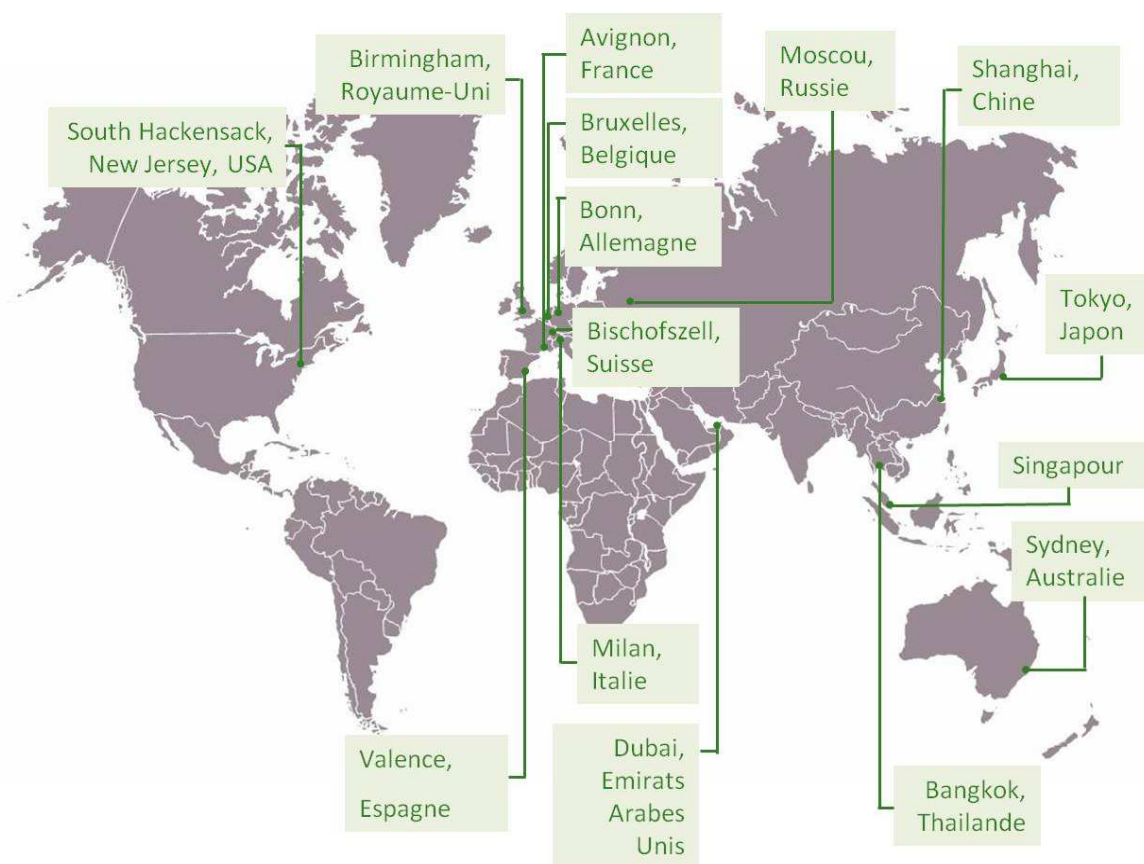 Avignon,
France
Birmingham,
Royaume-Uni
Moscou,
Russie
Shanghai,
Chine
South Hackensack,
New Jersey, USA
Bruxelles,
Belgique
Bonn,
Allemagne
Bischofszell,
Suisse
Tokyo,
Japon
Singapour
Sydney,
Australie
Milan,
Italie
Valence,
Espagne
Dubai,
Emirats
Arabes
Unis
Bangkok,
Thailande